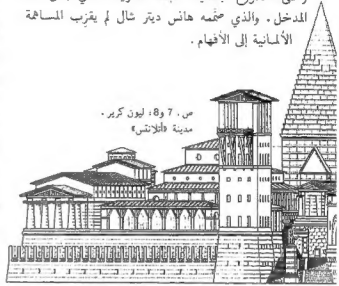 المدخل. والذي صممه هانس ديتر شال لم يقرب المساهمة
الألمانية إلى الأفهام.
ص. 7 و8: ليون كرير.
مدينة «أتلانتس»